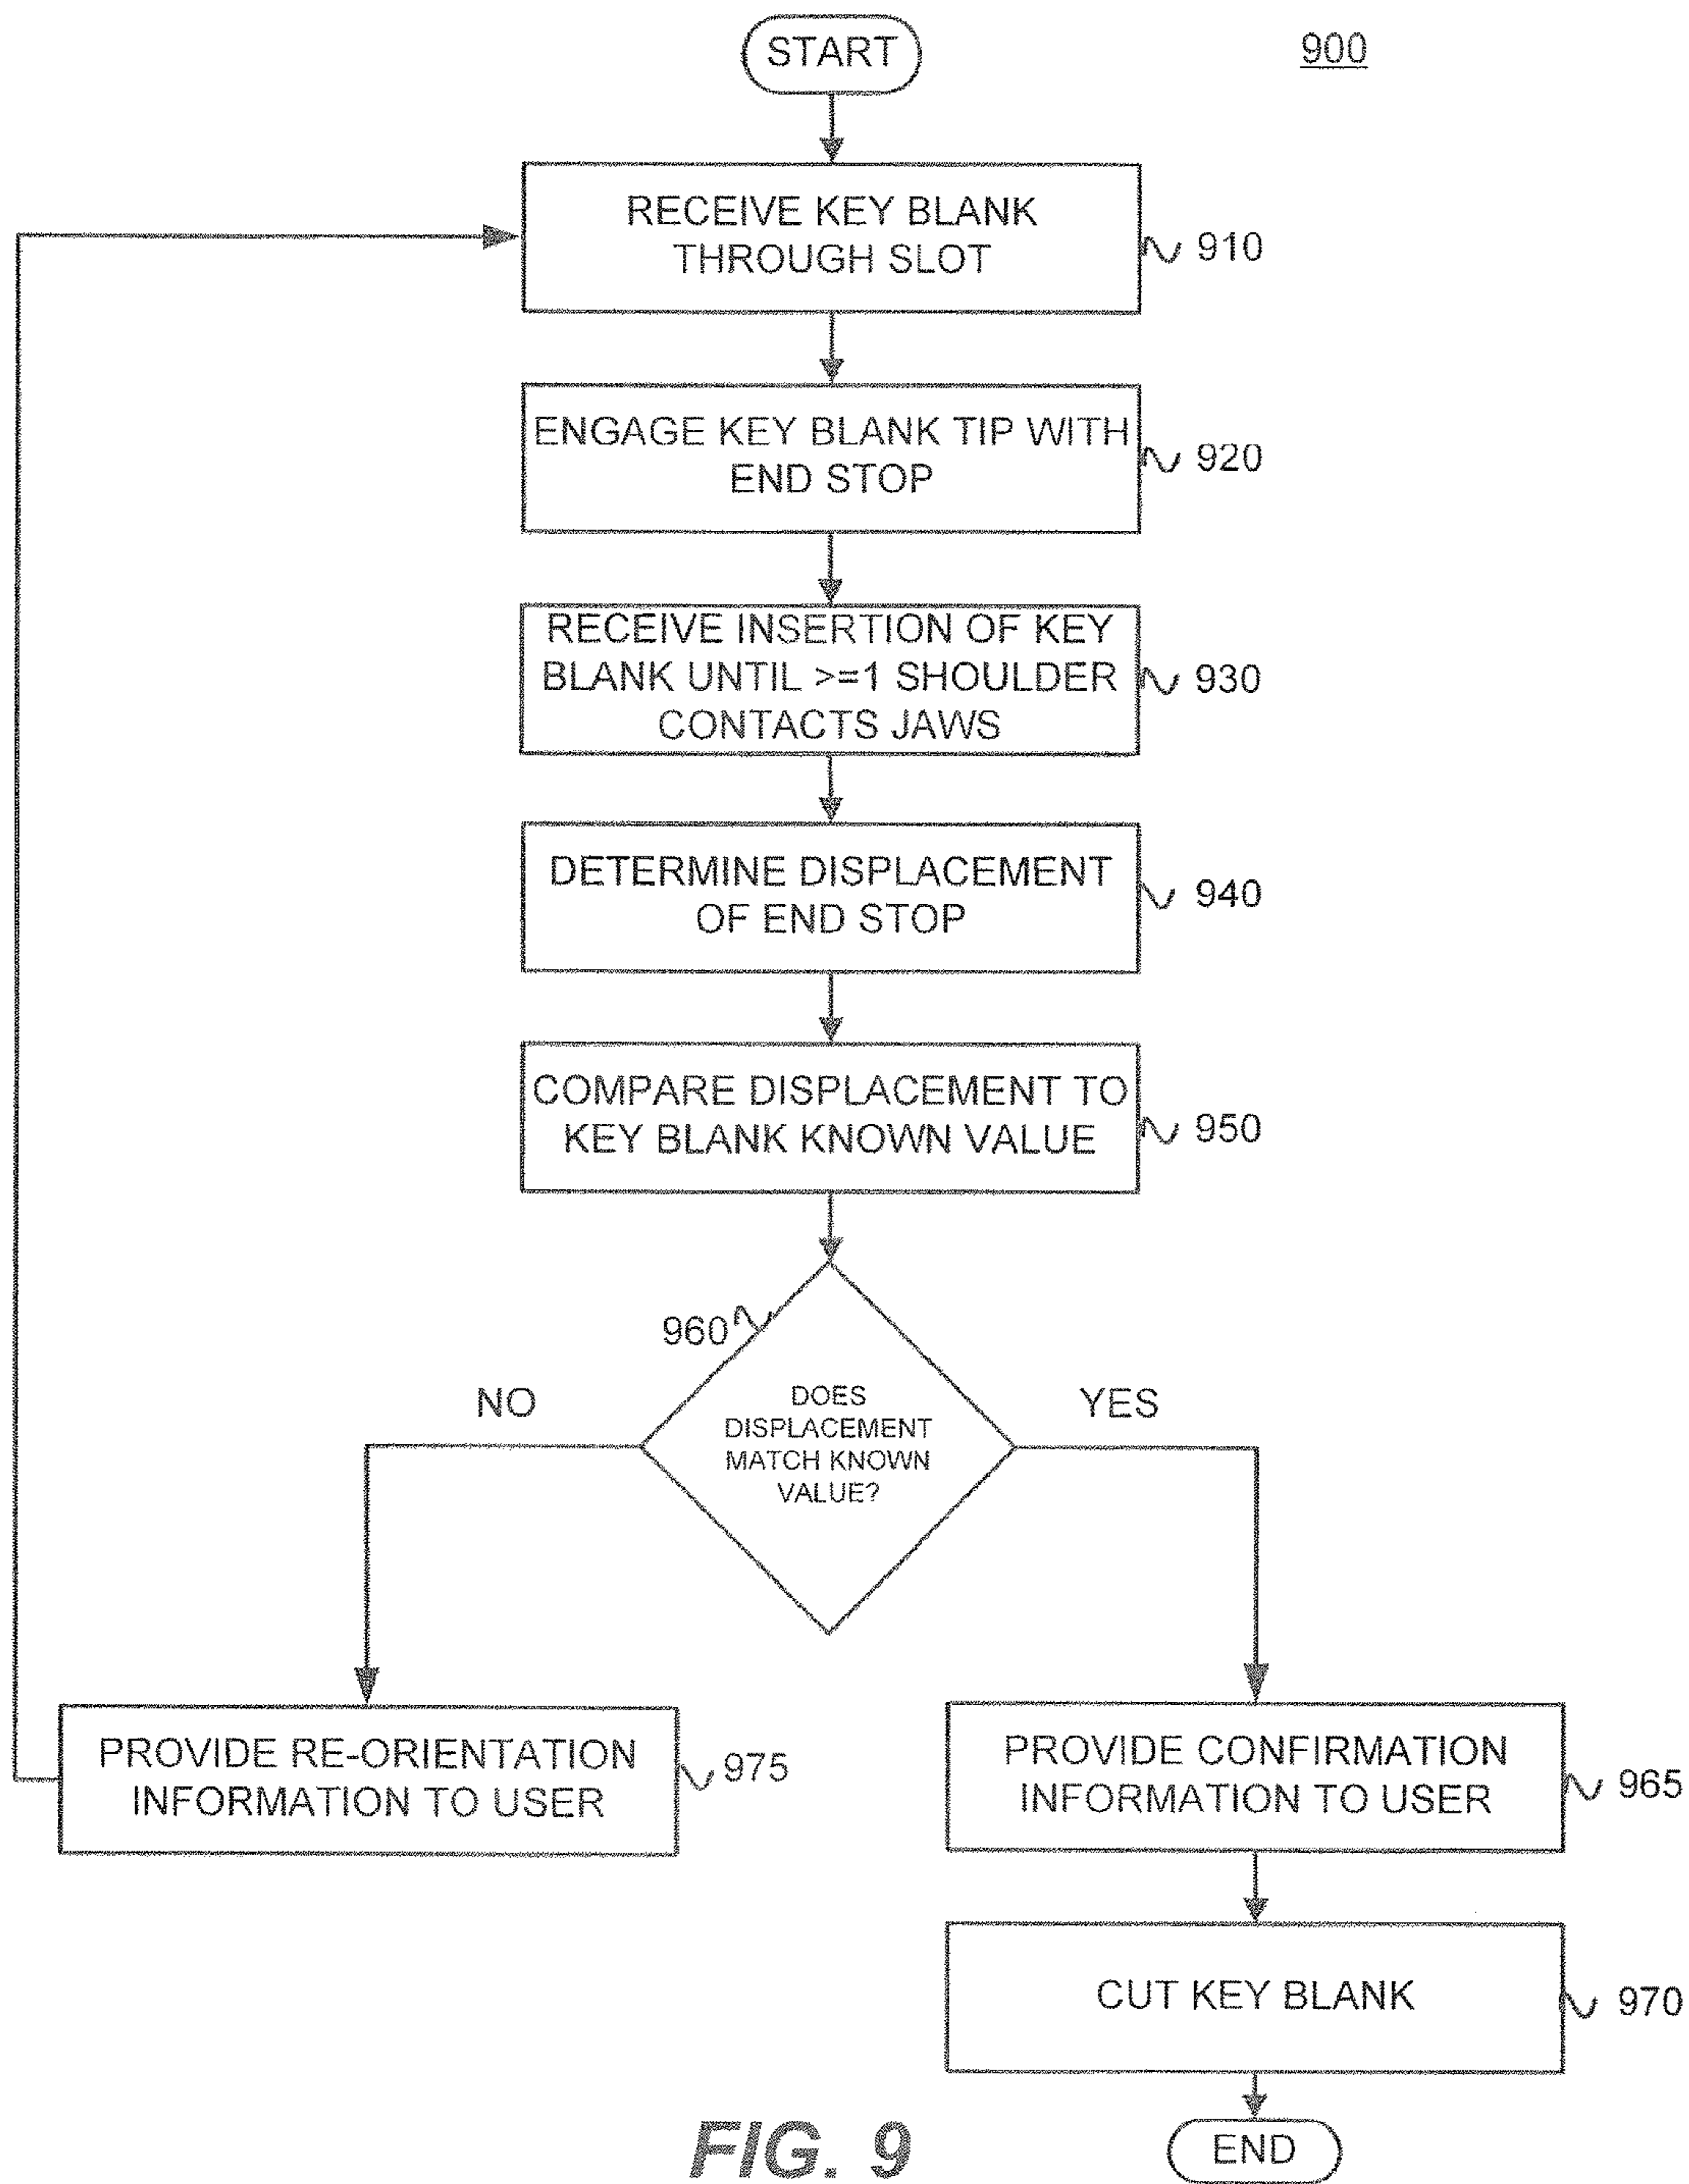 START
900
RECEIVE KEY BLANK
THROUGH SLOT
910
ENGAGE KEY BLANK TIP WITH
END STOP
920
RECEIVE INSERTION OF KEY
BLANK UNTIL >=1 SHOULDER
CONTACTS JAWS
930
DETERMINE DISPLACEMENT
OF END STOP
940
COMPARE DISPLACEMENT TO
KEY BLANK KNOWN VALUE
950
960
NO
YES
DOES
DISPLACEMENT
MATCH KNOWN
VALUE?
PROVIDE RE-ORIENTATION
INFORMATION TO USER
975
PROVIDE CONFIRMATION
INFORMATION TO USER
965
CUT KEY BLANK
970
END
FIG. 9